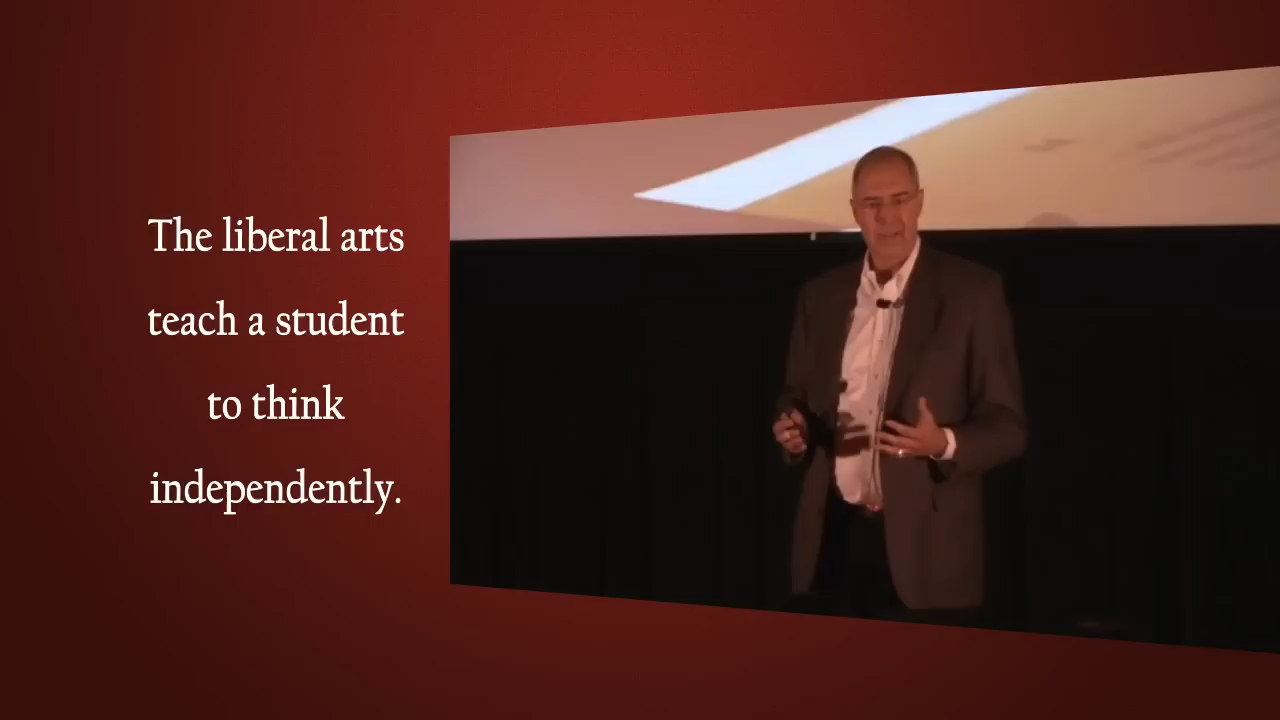 The liberal arts
teach a student
to think
independently.